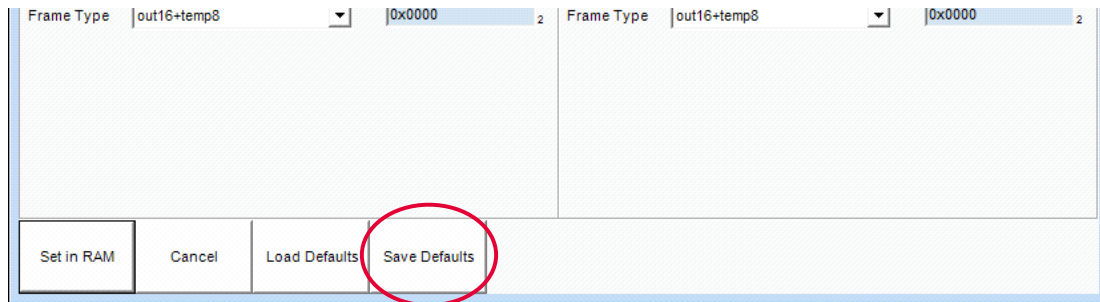 Frame Type out16+temp8 0x0000 2 Frame Type out16+temp8 0x0000 2
Set in RAM Cancel Load Defaults Save Defaults